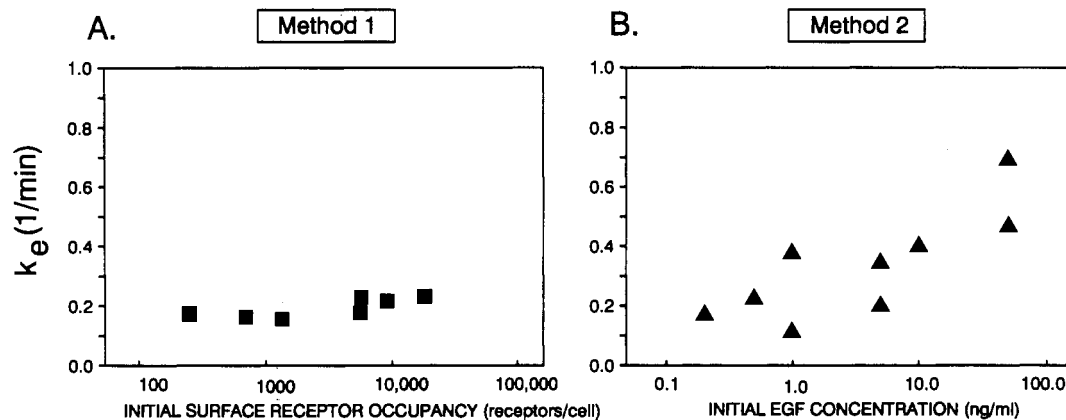 A.
Method 1
B.
Method 2
1.0
0.8
0.6
0.4
0.2
0.0
k e (1/min)
100
1000
10,000
100,000
INITIAL SURFACE RECEPTOR OCCUPANCY (receptors/cell)
1.0
0.8
0.6
0.4
0.2
0.0
0.1
1.0
10.0
100.0
INITIAL EGF CONCENTRATION (ng/ml)